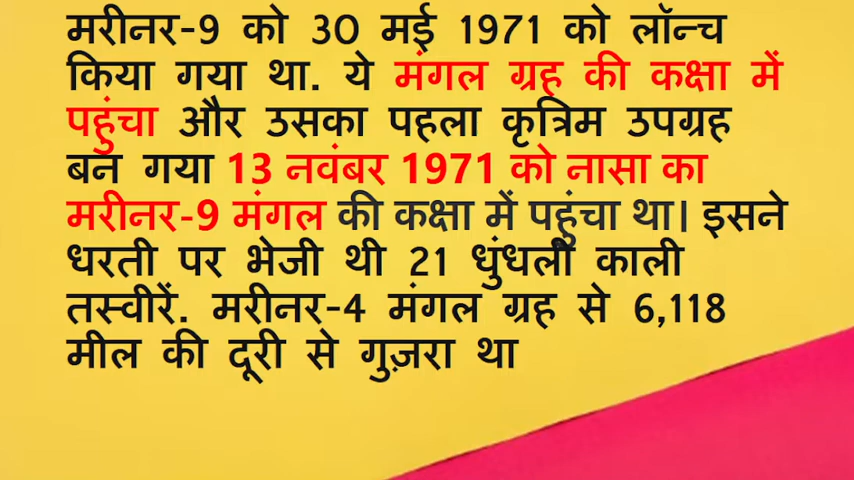 मरीनर-9 को 30 मई 1971 को लॉन्च
किया गया था. ये मंगल ग्रह की कक्षा में
पहुंचा और उसका पहला कृत्रिम उपग्रह
बन गया 13 नवंबर 1971 को नासा का
मरीनर-9 मंगल की कक्षा में पहुंचा था। इसने
धरती पर भेजी थी 21 धुंधली काली
तस्वीरें. मरीनर-4 मंगल ग्रह से 6,118
मील की दूरी से गुज़रा था